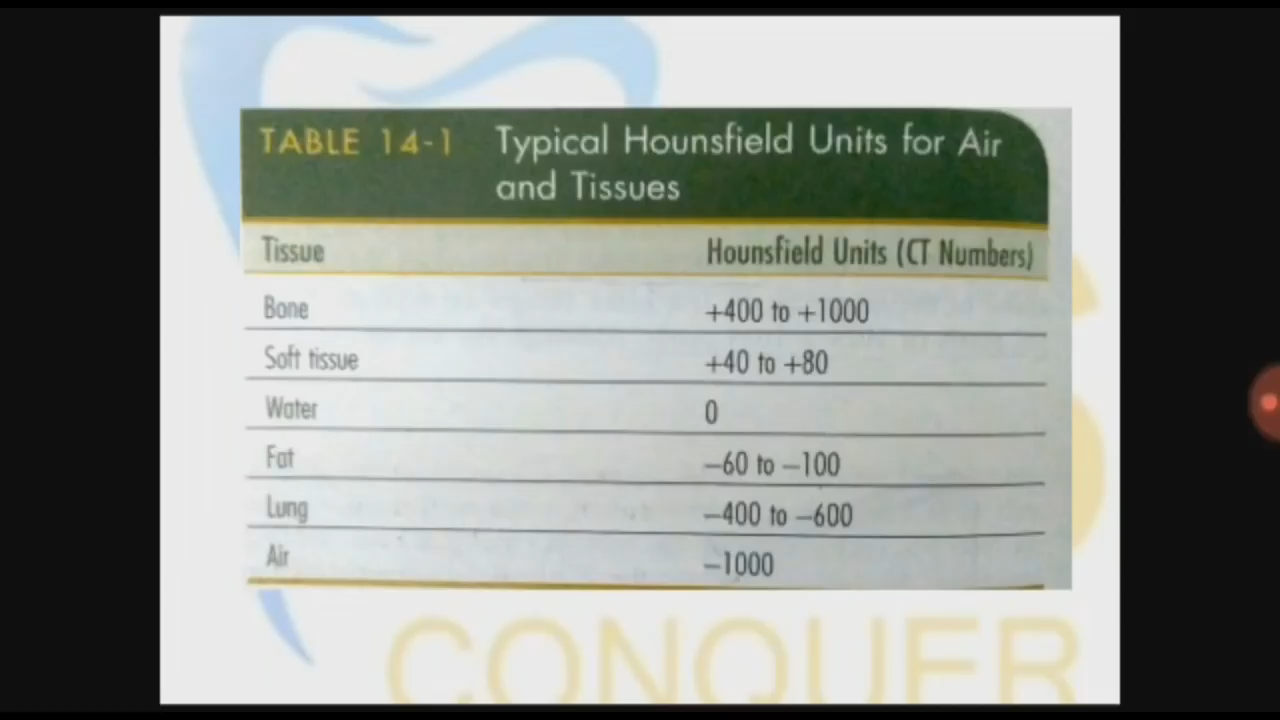 TABLE 14-1 Typical Hounsfield Units for Air
and Tissues
Tissue Hounsfield Units (CT Numbers)
Bone +400 to +1000
Soft tissue +40 to +80
Water 0
Fat –60 to –100
Lung –400 to –600
Air –1000
CONQUER